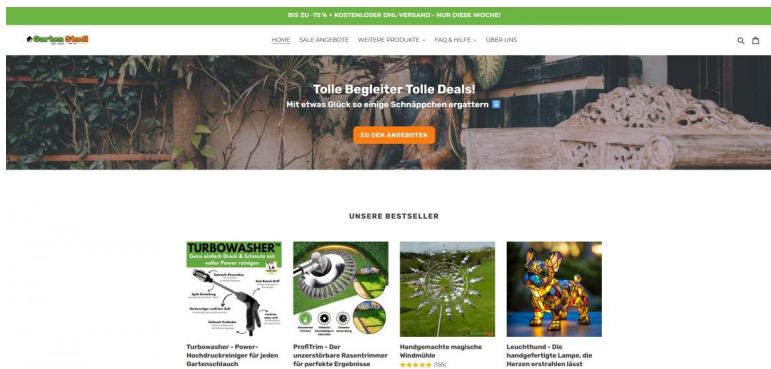 BIS ZU -75 % + KOSTENLOSER DHL-VERSAND - NUR DIESE WOCHE!
Garten Stadl
HOME SALE ANGEBOTE WEITERE PRODUKTE FAQ & HILFE ÜBER UNS
Tolle Begleiter Tolle Deals!
Mit etwas Glück so einige Schnäppchen ergattern
ZU DEN ANGEBOTEN
UNSERE BESTSELLER
TURBOWASHER™
Ganz einfach Dreck & Schmutz mit
voller Power reinigen
Turbowasher - Power-
Hochdruckreiniger für jeden
Gartenschlauch
ProfiTrim - Der
unzerstörbare Rasentrimmer
für perfekte Ergebnisse
Handgemachte magische
Windmühle
(155)
Leuchthund - Die
handgefertigte Lampe, die
Herzen erstrahlen lässt